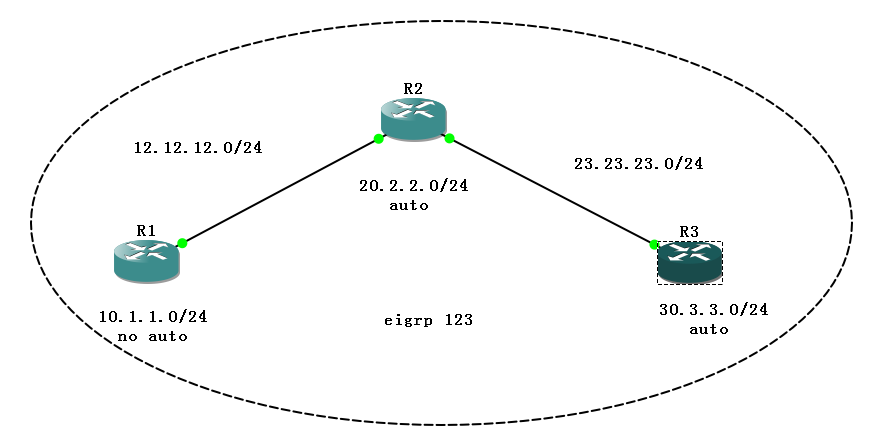 R2
12.12.12.0/24
23.23.23.0/24
20.2.2.0/24
auto
R1
R3
10.1.1.0/24
no auto
eigrp 123
30.3.3.0/24
auto